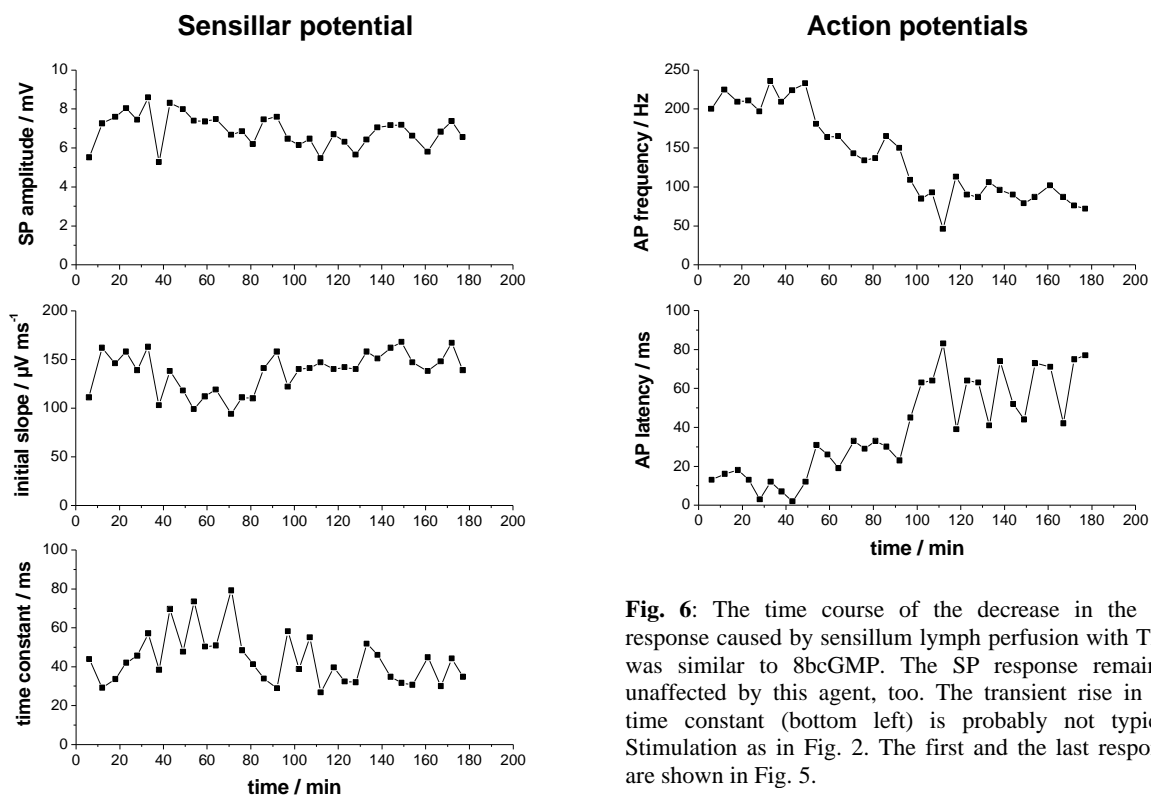 Sensillar potential
10
8
6
4
2
0
SP amplitude / mV
0 20 40 60 80 100 120 140 160 180 200
200
150
100
50
0
initial slope / µV ms⁻¹
0 20 40 60 80 100 120 140 160 180 200
100
80
60
40
20
0
time constant / ms
0 20 40 60 80 100 120 140 160 180 200
time / min
Action potentials
250
200
150
100
50
0
AP frequency / Hz
0 20 40 60 80 100 120 140 160 180 200
100
80
60
40
20
0
AP latency / ms
0 20 40 60 80 100 120 140 160 180 200
time / min
Fig. 6: The time course of the decrease in the
response caused by sensillum lymph perfusion with T
was similar to 8bcGMP. The SP response remain
unaffected by this agent, too. The transient rise in
time constant (bottom left) is probably not typic
Stimulation as in Fig. 2. The first and the last respon
are shown in Fig. 5.